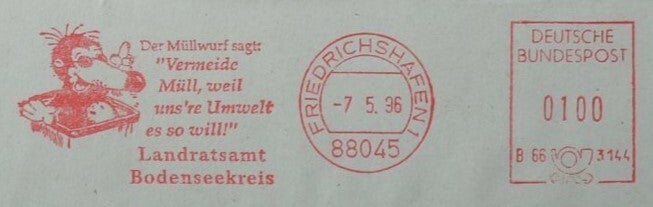 Der Müllwurf sagt:
"Vermeide
Müll, weil
uns're Umwelt
es so will!"
Landratsamt
Bodenseekreis
FRIEDRICHSHAFEN 1
-7. 5. 96
88045
DEUTSCHE
BUNDESPOST
0100
B 66 3144